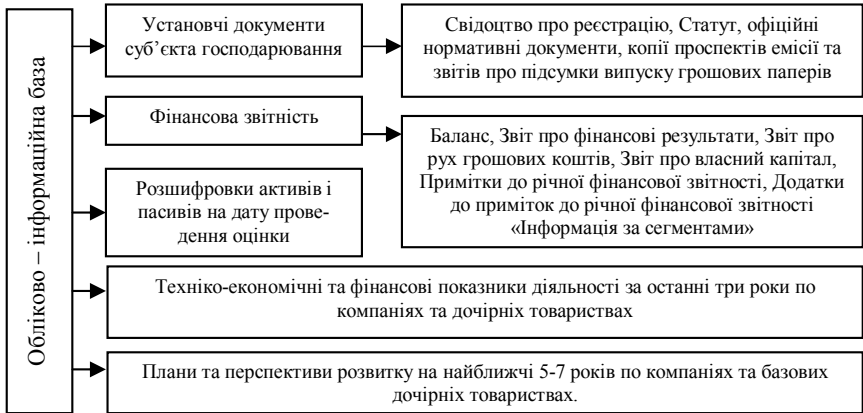 Обліково – інформаційна база
Установчі документи
суб’єкта господарювання
Свідоцтво про реєстрацію, Статут, офіційні
нормативні документи, копії проспектів емісії та
звітів про підсумки випуску грошових паперів
Фінансова звітність
Баланс, Звіт про фінансові результати, Звіт про
рух грошових коштів, Звіт про власний капітал,
Примітки до річної фінансової звітності, Додатки
до приміток до річної фінансової звітності
«Інформація за сегментами»
Розшифровки активів і
пасивів на дату прове-
дення оцінки
Техніко-економічні та фінансові показники діяльності за останні три роки по
компаніях та дочірніх товариствах
Плани та перспективи розвитку на найближчі 5-7 років по компаніях та базових
дочірніх товариствах.